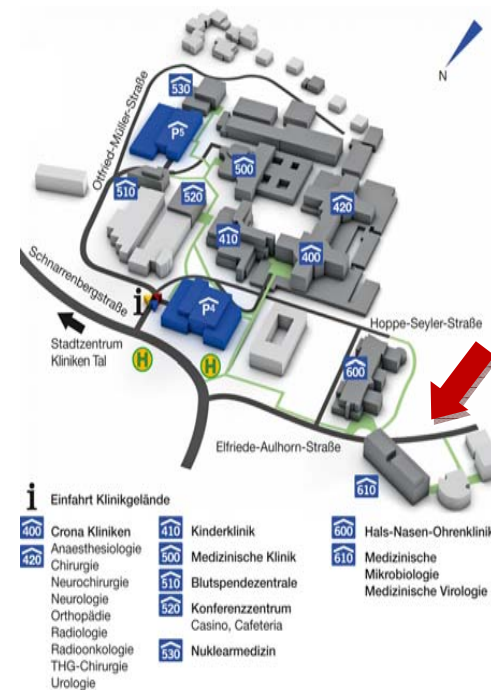 N
530
Otfried-Müller-Straße
P5
500
510
520
420
410
400
Schnarrenbergstraße
i
P4
Hoppe-Seyler-Straße
Stadtzentrum
Kliniken Tal
H
H
600
Elfriede-Aulhorn-Straße
610
i Einfahrt Klinikgelände
400 Crona Kliniken
420 Anaesthesiologie
Chirurgie
Neurochirurgie
Neurologie
Orthopädie
Radiologie
Radioonkologie
THG-Chirurgie
Urologie
410 Kinderklinik
500 Medizinische Klinik
510 Blutspendezentrale
520 Konferenzzentrum
Casino, Cafeteria
530 Nuklearmedizin
600 Hals-Nasen-Ohrenklinik
610 Medizinische
Mikrobiologie
Medizinische Virologie